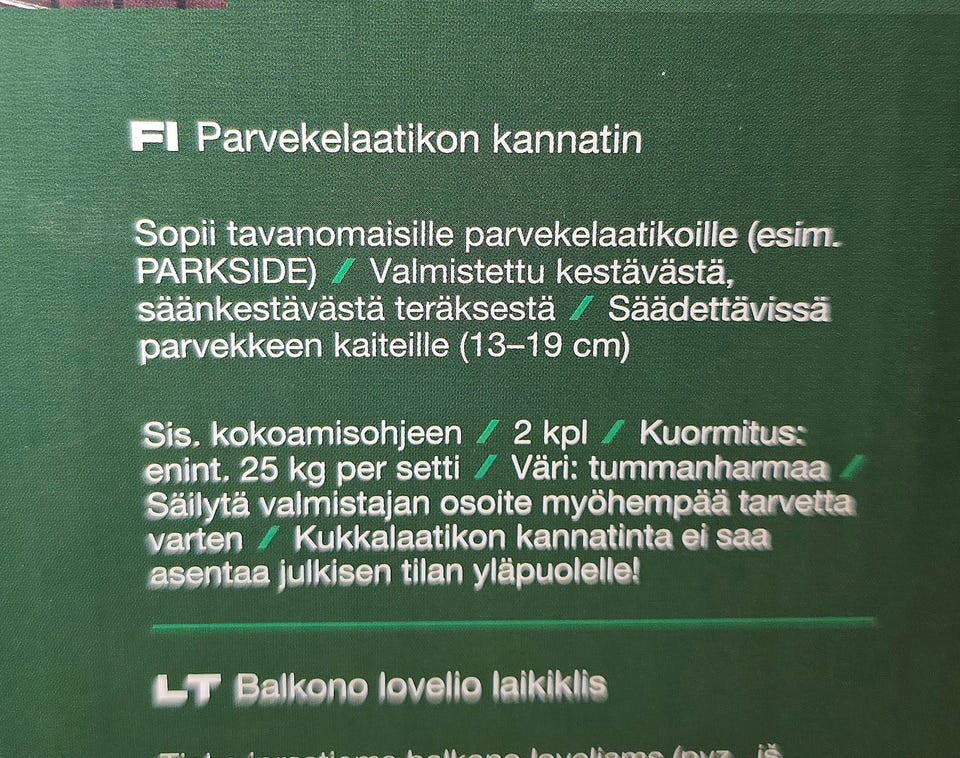 FI Parvekelaatikon kannatin
Sopii tavanomaisille parvekelaatikoille (esim.
PARKSIDE) / Valmistettu kestävästä,
säänkestävästä teräksestä / Säädettävissä
parvekkeen kaiteille (13–19 cm)
Sis. kokoamisohjeen / 2 kpl / Kuormitus:
enint. 25 kg per setti / Väri: tummanharmaa /
Säilytä valmistajan osoite myöhempää tarvetta
varten / Kukkalaatikon kannatinta ei saa
asentaa julkisen tilan yläpuolelle!
LT Balkono lovelio laikiklis